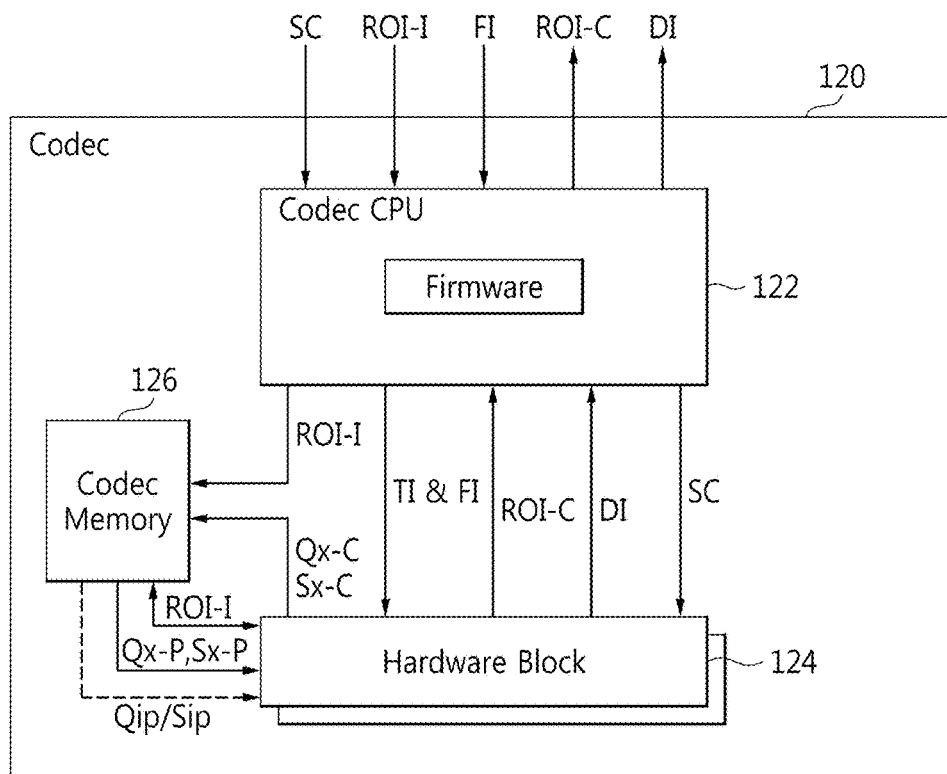 SC ROI-I FI ROI-C DI
120
Codec
Codec CPU
Firmware
122
126
ROI-I
Codec
Memory
TI & FI
ROI-C
DI
SC
Qx-C
Sx-C
ROI-I
Qx-P,Sx-P
Hardware Block
124
Qip/Sip